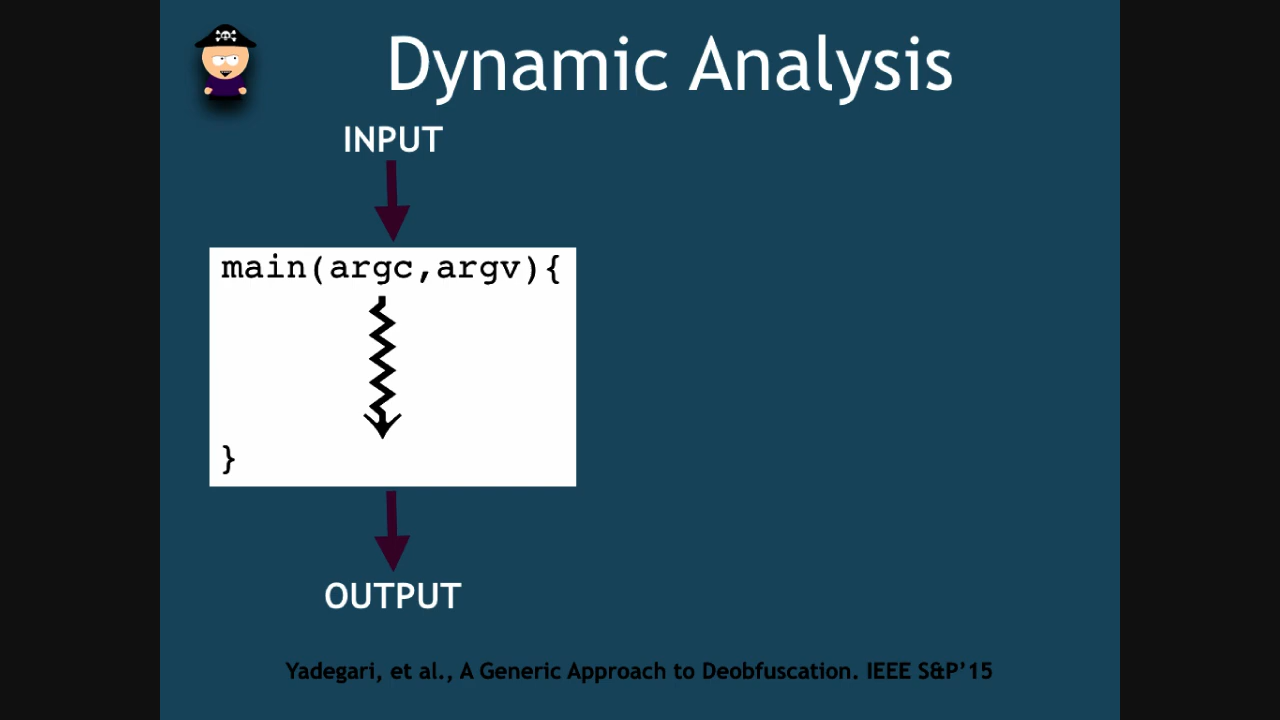 Dynamic Analysis
INPUT
main(argc,argv){
}
OUTPUT
Yadegari, et al., A Generic Approach to Deobfuscation. IEEE S&P’15